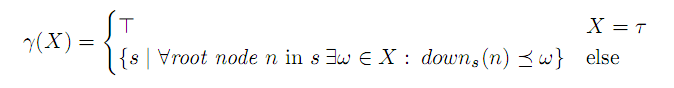 γ(X) = { ⊤ X = τ
{s | ∀root node n in s ∃ω ∈ X : down_s(n) ⪯ ω} else